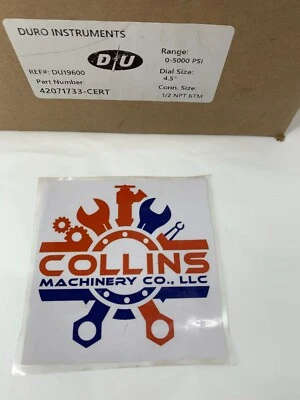 DURO INSTRUMENTS
DU
REF#: DU19600
Part Number:
42071733-CERT
Range:
0-5000 PSI
Dial Size:
4.5"
Conn. Size:
1/2 NPT BTM
COLLINS
MACHINERY CO., LLC